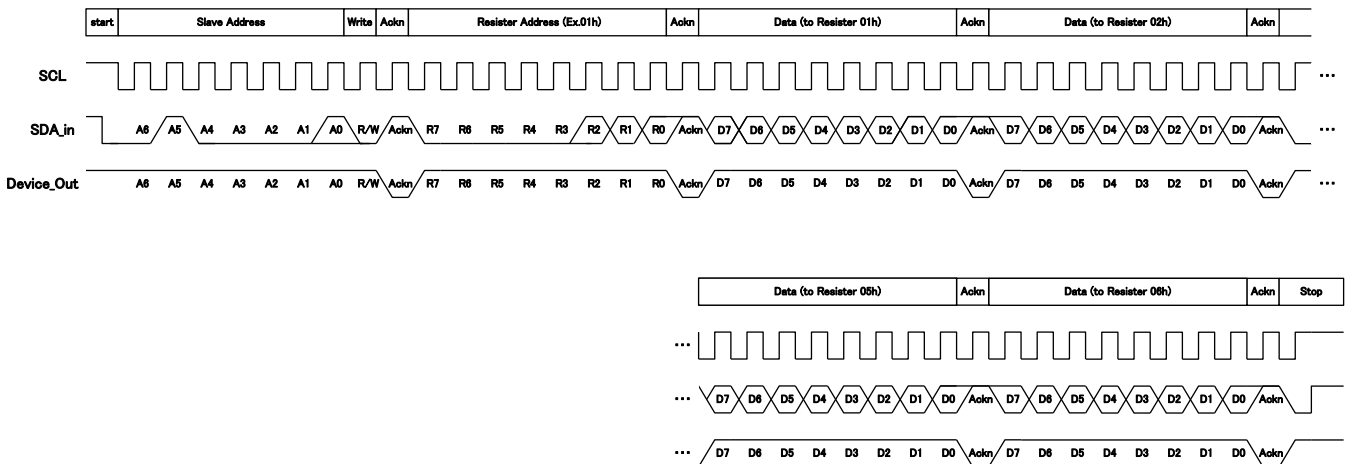 start Slave Address Write Ackn Resister Address (Ex.01h) Ackn Data (to Resister 01h) Ackn Data (to Resister 02h) Ackn
SCL ...
SDA_in A6 A5 A4 A3 A2 A1 A0 R/W Ackn R7 R6 R5 R4 R3 R2 R1 R0 Ackn D7 D6 D5 D4 D3 D2 D1 D0 Ackn D7 D6 D5 D4 D3 D2 D1 D0 Ackn ...
Device_Out A6 A5 A4 A3 A2 A1 A0 R/W Ackn R7 R6 R5 R4 R3 R2 R1 R0 Ackn D7 D6 D5 D4 D3 D2 D1 D0 Ackn D7 D6 D5 D4 D3 D2 D1 D0 Ackn ...
Data (to Resister 05h) Ackn Data (to Resister 06h) Ackn Stop
...
... D7 D6 D5 D4 D3 D2 D1 D0 Ackn D7 D6 D5 D4 D3 D2 D1 D0 Ackn
... D7 D6 D5 D4 D3 D2 D1 D0 Ackn D7 D6 D5 D4 D3 D2 D1 D0 Ackn